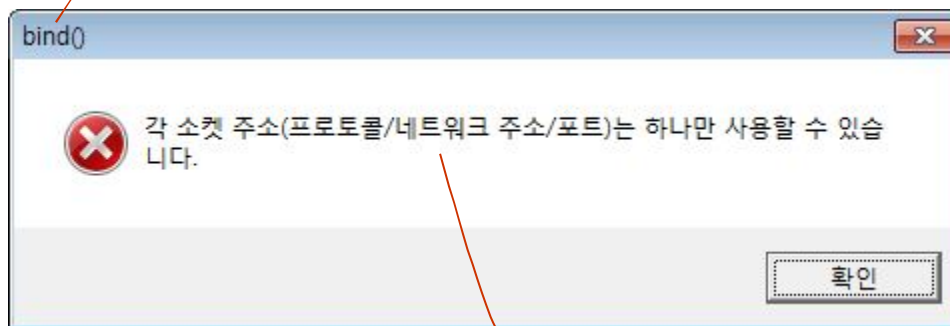 bind()
각 소켓 주소(프로토콜/네트워크 주소/포트)는 하나만 사용할 수 있습
니다.
확인